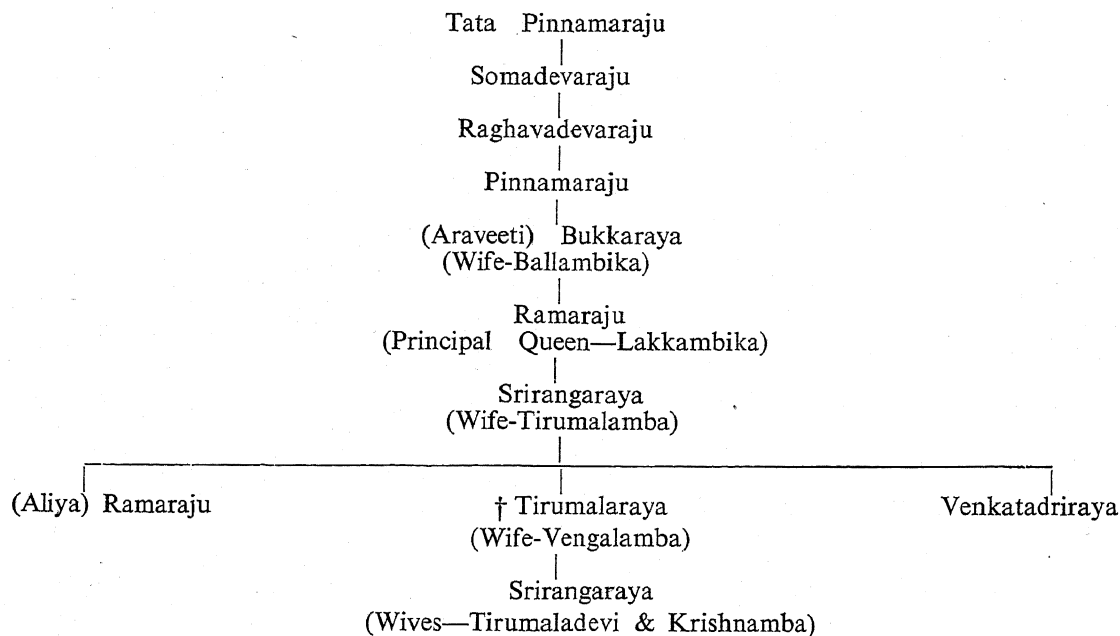 Tata Pinnamaraju
Somadevaraju
Raghavadevaraju
Pinnamaraju
(Araveeti) Bukkaraya
(Wife-Ballambika)
Ramaraju
(Principal Queen—Lakkambika)
Srirangaraya
(Wife-Tirumalamba)
(Aliya) Ramaraju † Tirumalaraya Venkatadriraya
(Wife-Vengalamba)
Srirangaraya
(Wives—Tirumaladevi & Krishnamba)